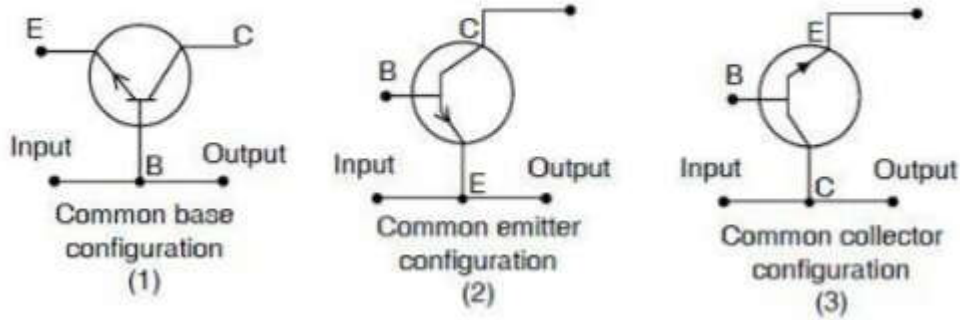 E
C
B
Input
Output
Common base
configuration
(1)
C
B
E
Input
Output
Common emitter
configuration
(2)
E
B
C
Input
Output
Common collector
configuration
(3)